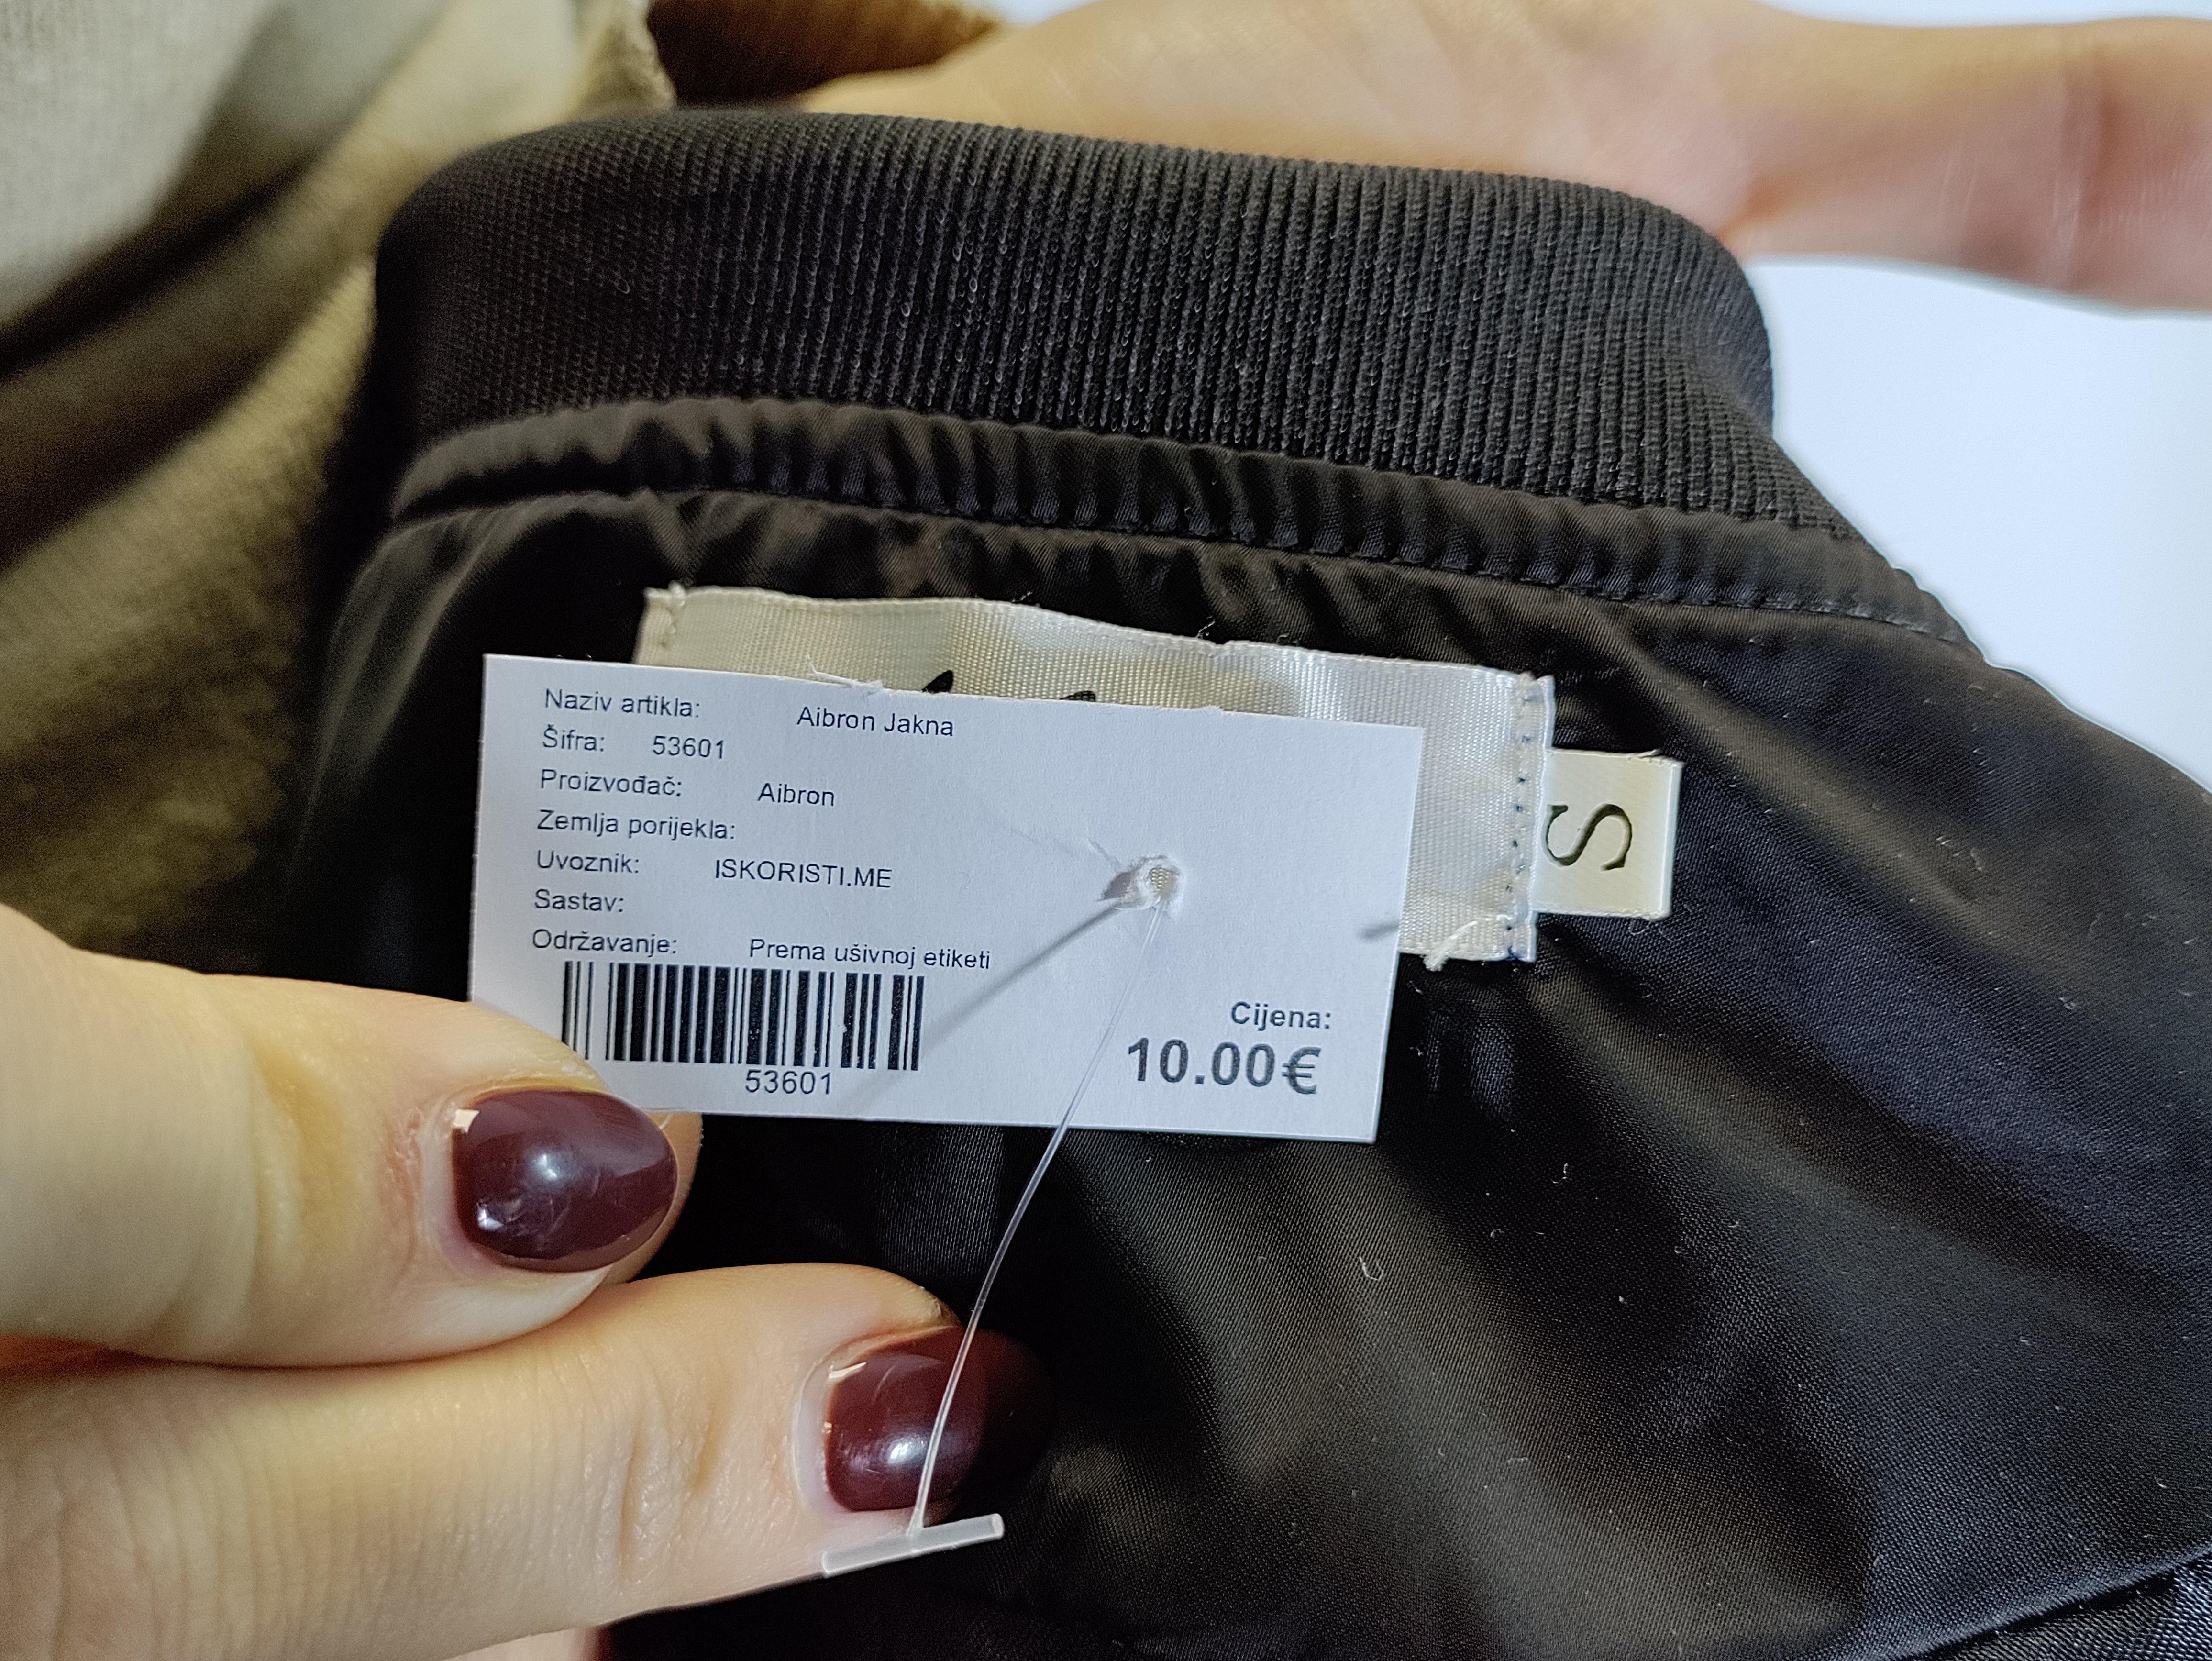 Naziv artikla: Aibron Jakna
Šifra: 53601
Proizvođač: Aibron
Zemlja porijekla:
Uvoznik: ISKORISTI.ME
Sastav:
Održavanje: Prema ušivnoj etiketi
53601
Cijena:
10.00€
S